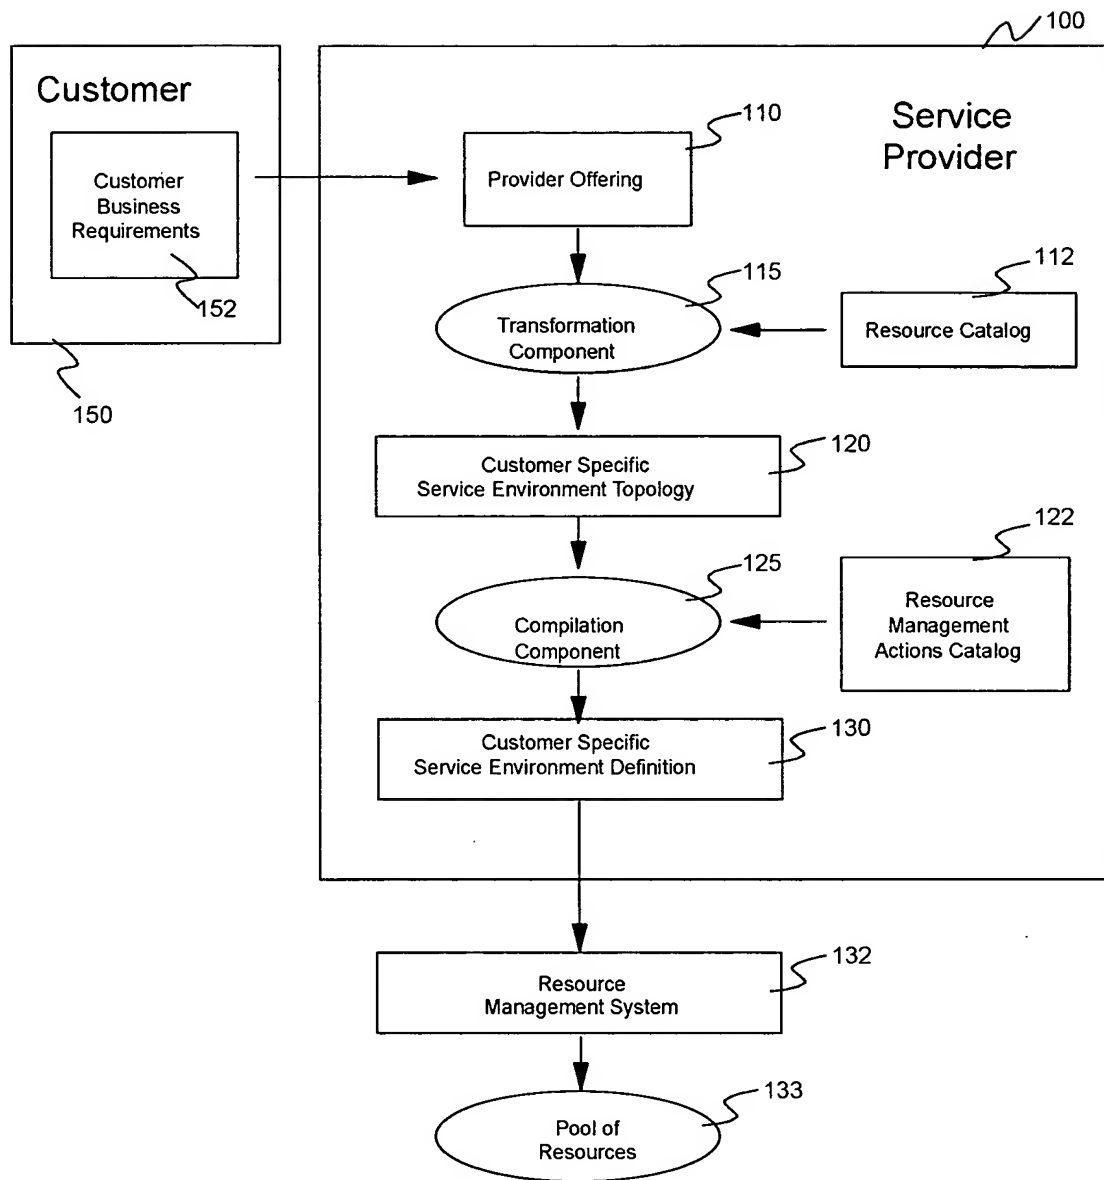 100
Customer
Service
Provider
110
Customer
Business
Requirements
Provider Offering
152
115
112
Transformation
Component
Resource Catalog
150
120
Customer Specific
Service Environment Topology
122
125
Compilation
Component
Resource
Management
Actions Catalog
130
Customer Specific
Service Environment Definition
132
Resource
Management System
133
Pool of
Resources